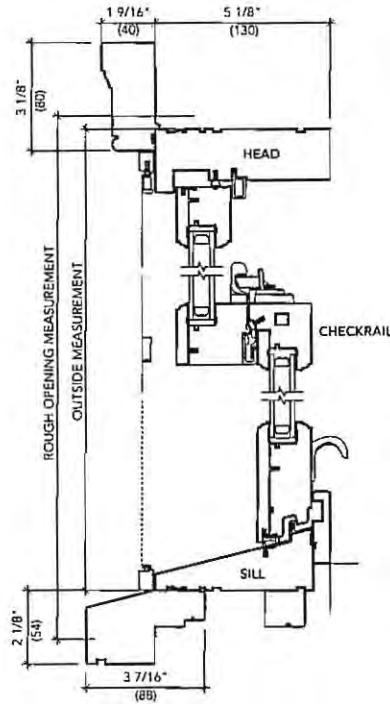 1 9/16"
(40)
5 1/8"
(130)
3 1/8"
(80)
HEAD
ROUGH OPENING MEASUREMENT
OUTSIDE MEASUREMENT
CHECKRAIL
SILL
2 1/8"
(54)
3 7/16"
(88)